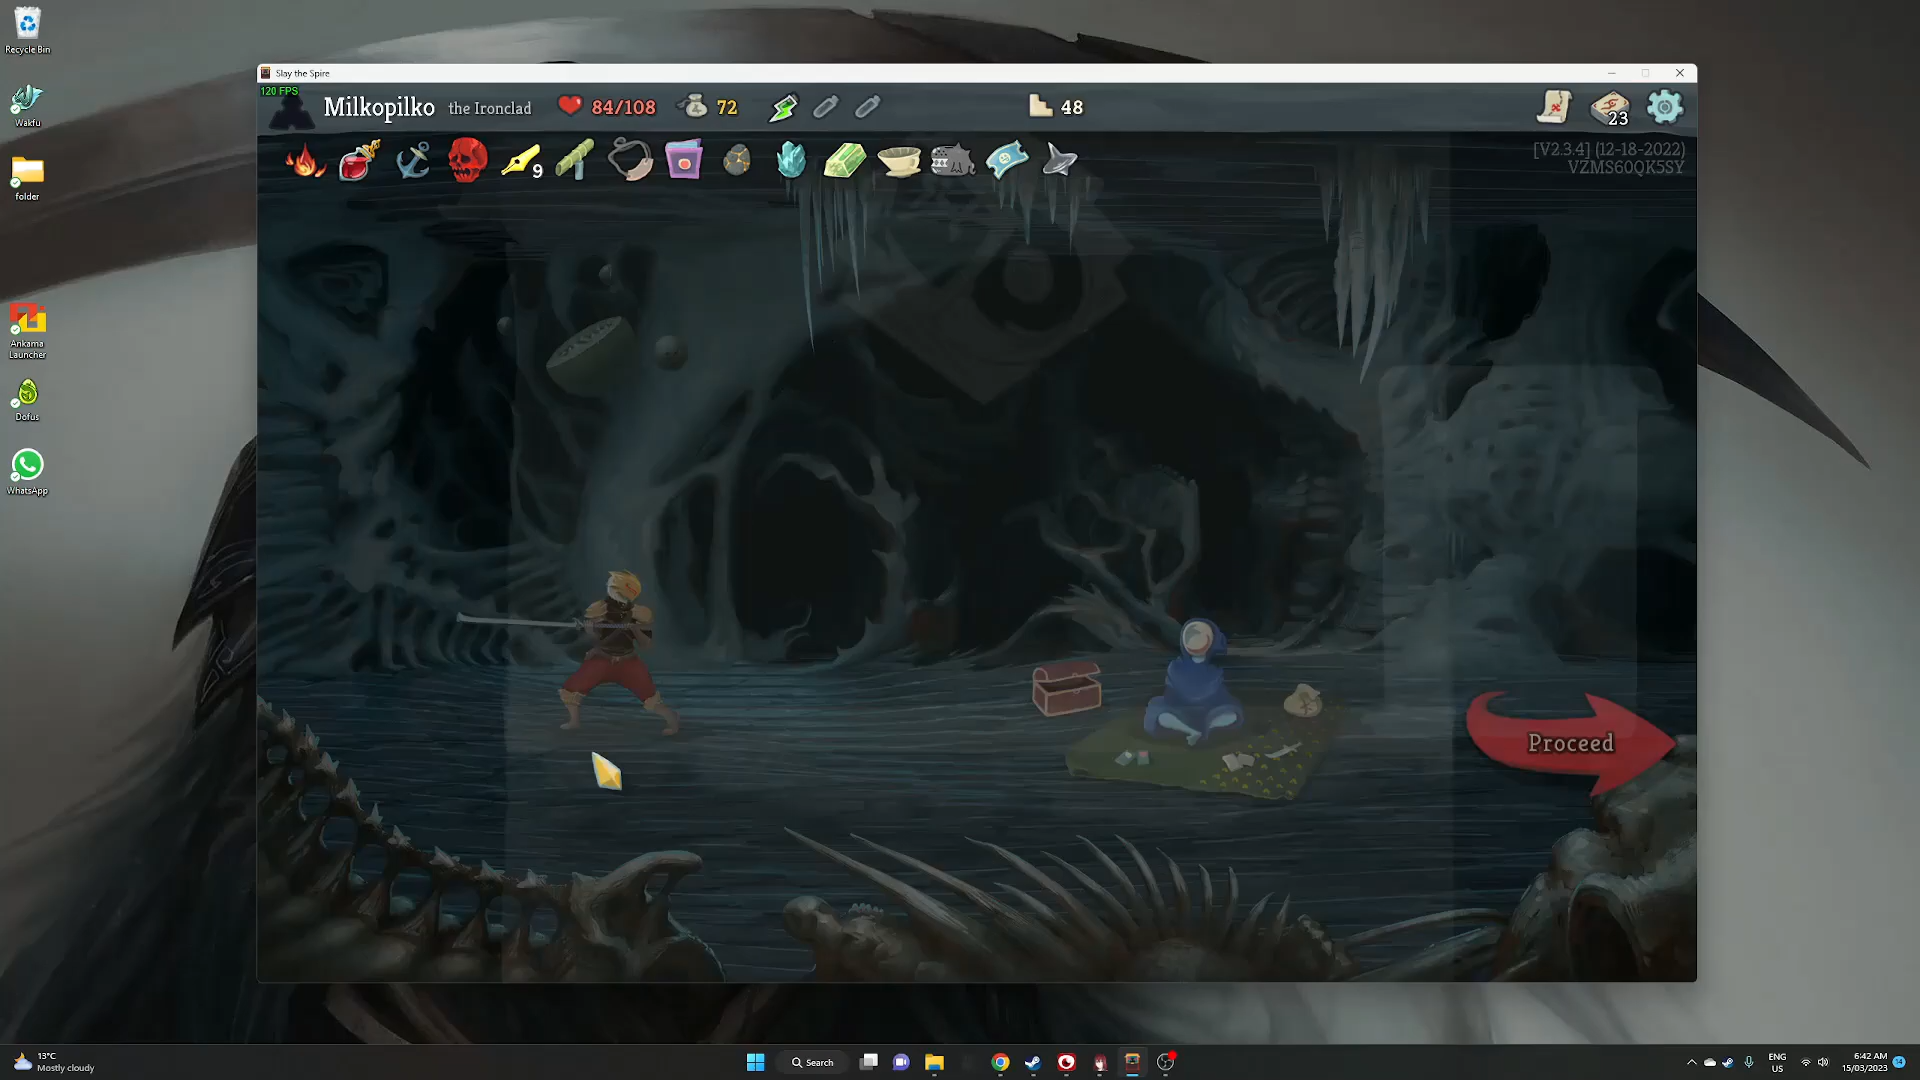 Recycle Bin
Wakfu
folder
Ankama
Launcher
Dofus
WhatsApp
Slay the Spire
120 FPS
Milkopilko the Ironclad 84/108 72 48 23
9
[V2.3.4] (12-18-2022)
VZMS60QK5SY
Proceed
13°C
Mostly cloudy
Search
ENG
US
6:42 AM
15/03/2023
14